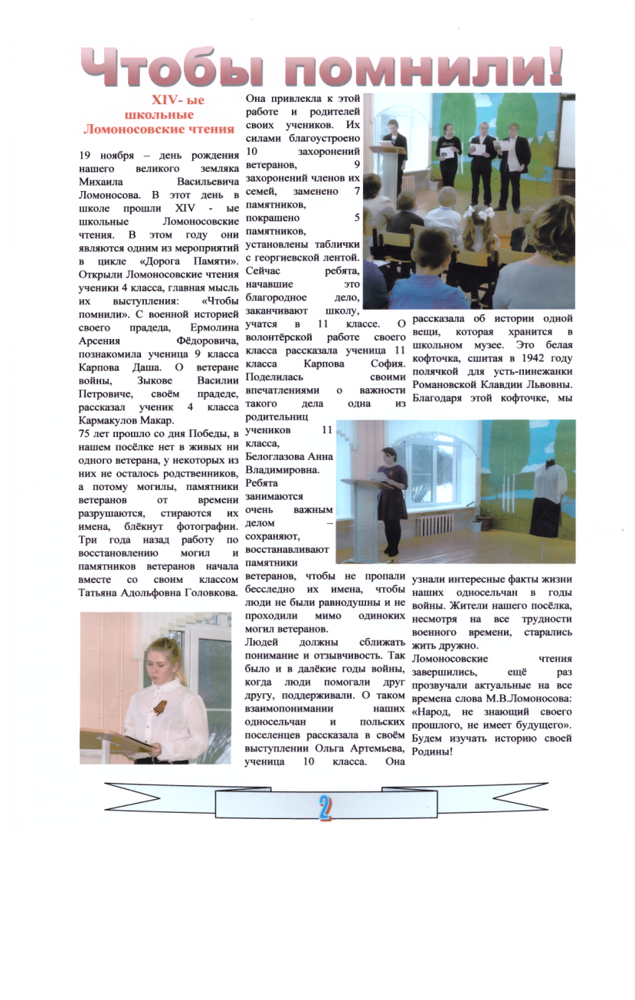 Чтобы помнили!
XIV- ые
школьные
Ломоносовские чтения
19 ноября – день рождения
нашего великого земляка
Михаила Васильевича
Ломоносова. В этот день в
школе прошли XIV - ые
школьные Ломоносовские
чтения. В этом году они
являются одним из мероприятий
в цикле «Дорога Памяти».
Открыли Ломоносовские чтения
ученики 4 класса, главная мысль
их выступления: «Чтобы
помнили». С военной историей
своего прадеда, Ермолина
Арсения Фёдоровича,
познакомила ученица 9 класса
Карпова Даша. О ветеране
войны, Зыкове Василии
Петровиче, своём прадеде,
рассказал ученик 4 класса
Кармакулов Макар.
75 лет прошло со дня Победы, в
нашем посёлке нет в живых ни
одного ветерана, у некоторых из
них не осталось родственников,
а потому могилы, памятники
ветеранов от времени
разрушаются, стираются их
имена, блёкнут фотографии.
Три года назад работу по
восстановлению могил и
памятников ветеранов начала
вместе со своим классом
Татьяна Адольфовна Головкова.
Она привлекла к этой
работе и родителей
своих учеников. Их
силами благоустроено
10 захоронений
ветеранов, 9
захоронений членов их
семей, заменено 7
памятников,
покрашено 5
памятников,
установлены таблички
с георгиевской лентой.
Сейчас ребята,
начавшие это
благородное дело,
заканчивают школу,
учатся в 11 классе. О
волонтёрской работе своего
класса рассказала ученица 11
класса Карпова София.
Поделилась своими
впечатлениями о важности
такого дела одна из
родительниц
учеников 11
класса,
Белоглазова Анна
Владимировна.
Ребята
занимаются
очень важным
делом –
сохраняют,
восстанавливают
памятники
ветеранов, чтобы не пропали
бесследно их имена, чтобы
люди не были равнодушны и не
проходили мимо одиноких
могил ветеранов.
Людей должны сближать
понимание и отзывчивость. Так
было и в далёкие годы войны,
когда люди помогали друг
другу, поддерживали. О таком
взаимопонимании наших
односельчан и польских
поселенцев рассказала в своём
выступлении Ольга Артемьева,
ученица 10 класса. Она
рассказала об истории одной
вещи, которая хранится в
школьном музее. Это белая
кофточка, сшитая в 1942 году
полячкой для усть-пинежанки
Романовской Клавдии Львовны.
Благодаря этой кофточке, мы
узнали интересные факты жизни
наших односельчан в годы
войны. Жители нашего посёлка,
несмотря на все трудности
военного времени, старались
жить дружно.
Ломоносовские чтения
завершились, ещё раз
прозвучали актуальные на все
времена слова М.В.Ломоносова:
«Народ, не знающий своего
прошлого, не имеет будущего».
Будем изучать историю своей
Родины!
2